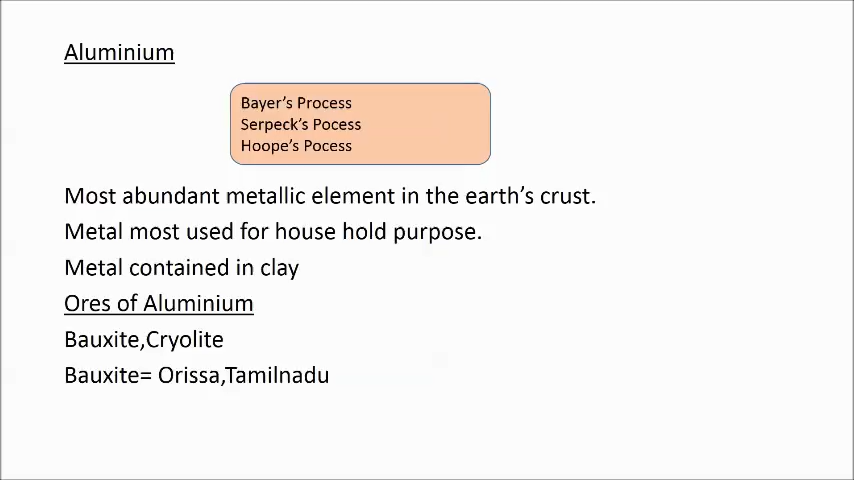 Aluminium
Bayer’s Process
Serpeck’s Pocess
Hoope’s Pocess
Most abundant metallic element in the earth’s crust.
Metal most used for house hold purpose.
Metal contained in clay
Ores of Aluminium
Bauxite,Cryolite
Bauxite= Orissa,Tamilnadu